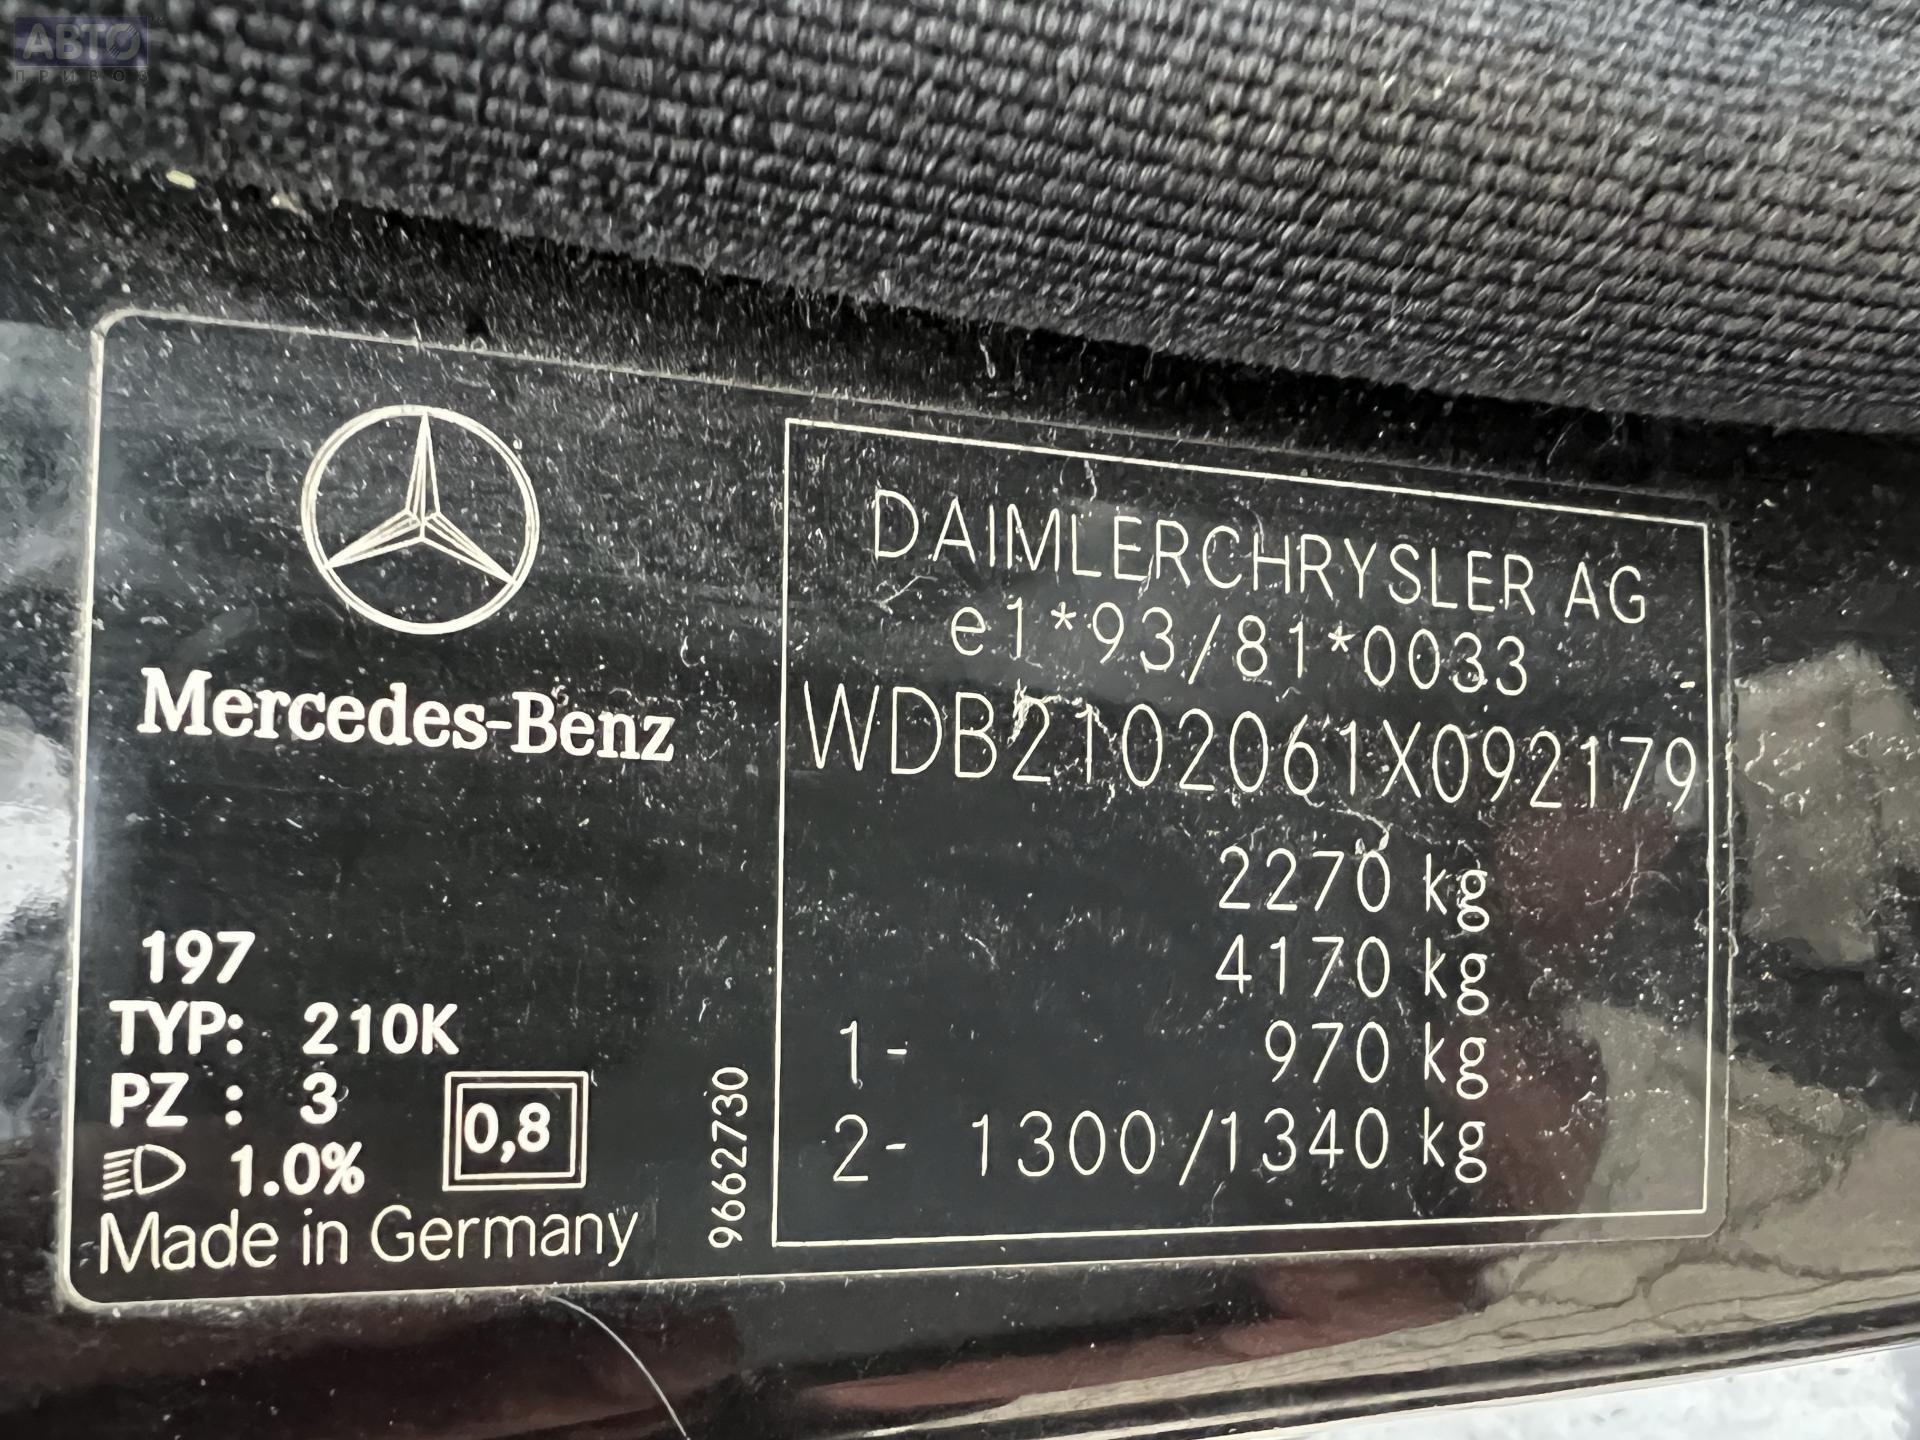 АВТО
ПРИВОЗ
Mercedes-Benz
197
TYP: 210K
PZ : 3
1.0%
0,8
Made in Germany
96627730
DAIMLERCHRYSLER AG
e1*93/81*0033
WDB2102061X092179
2270 kg
4170 kg
1- 970 kg
2- 1300/1340 kg